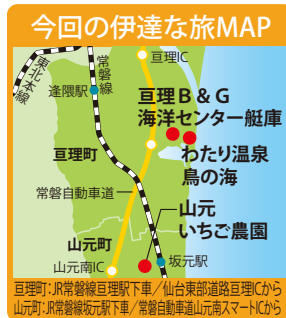 今回の伊達な旅MAP
亘理IC
東北本線
常磐線
逢隈駅
亘理B&G
海洋センター艇庫
亘理町
わたり温泉
鳥の海
常磐自動車道
山元
いちご農園
山元町
山元南IC
坂元駅
亘理町:JR常磐線亘理駅下車/仙台東部道路亘理ICから
山元町:JR常磐線坂元駅下車/常磐自動車道山元南スマートICから